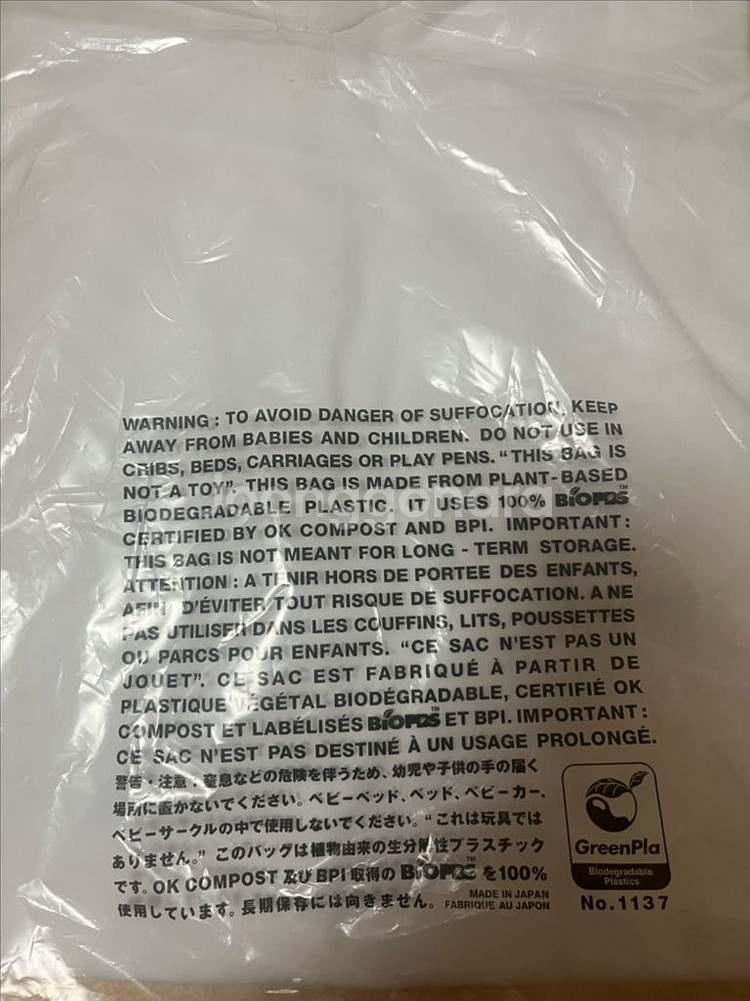 WARNING : TO AVOID DANGER OF SUFFOCATION, KEEP
AWAY FROM BABIES AND CHILDREN. DO NOT USE IN
CRIBS, BEDS, CARRIAGES OR PLAY PENS. “THIS BAG IS
NOT A TOY”. THIS BAG IS MADE FROM PLANT-BASED
BIODEGRADABLE PLASTIC. IT USES 100% BiOPBS™
CERTIFIED BY OK COMPOST AND BPI. IMPORTANT :
THIS BAG IS NOT MEANT FOR LONG - TERM STORAGE.
ATTENTION : A TENIR HORS DE PORTEE DES ENFANTS,
AFIN D’ÉVITER TOUT RISQUE DE SUFFOCATION. A NE
PAS UTILISER DANS LES COUFFINS, LITS, POUSSETTES
OU PARCS POUR ENFANTS. “CE SAC N’EST PAS UN
JOUET”. CE SAC EST FABRIQUÉ À PARTIR DE
PLASTIQUE VÉGÉTAL BIODÉGRADABLE, CERTIFIÉ OK
COMPOST ET LABÉLISÉS BiOPBS™ ET BPI. IMPORTANT :
CE SAC N’EST PAS DESTINÉ À UN USAGE PROLONGÉ.
警告・注意：窒息などの危険を伴うため、幼児や子供の手の届く
場所に置かないでください。ベビーベッド、ベッド、ベビーカー、
ベビーサークルの中で使用しないでください。“これは玩具では
ありません。” このバッグは植物由来の生分解性プラスチック
です。OK COMPOST 及び BPI 取得の BiOPBS™ を100%
使用しています。長期保存には向きません。
MADE IN JAPAN
FABRIQUE AU JAPON
GreenPla
Biodegradable
Plastics
No.1137